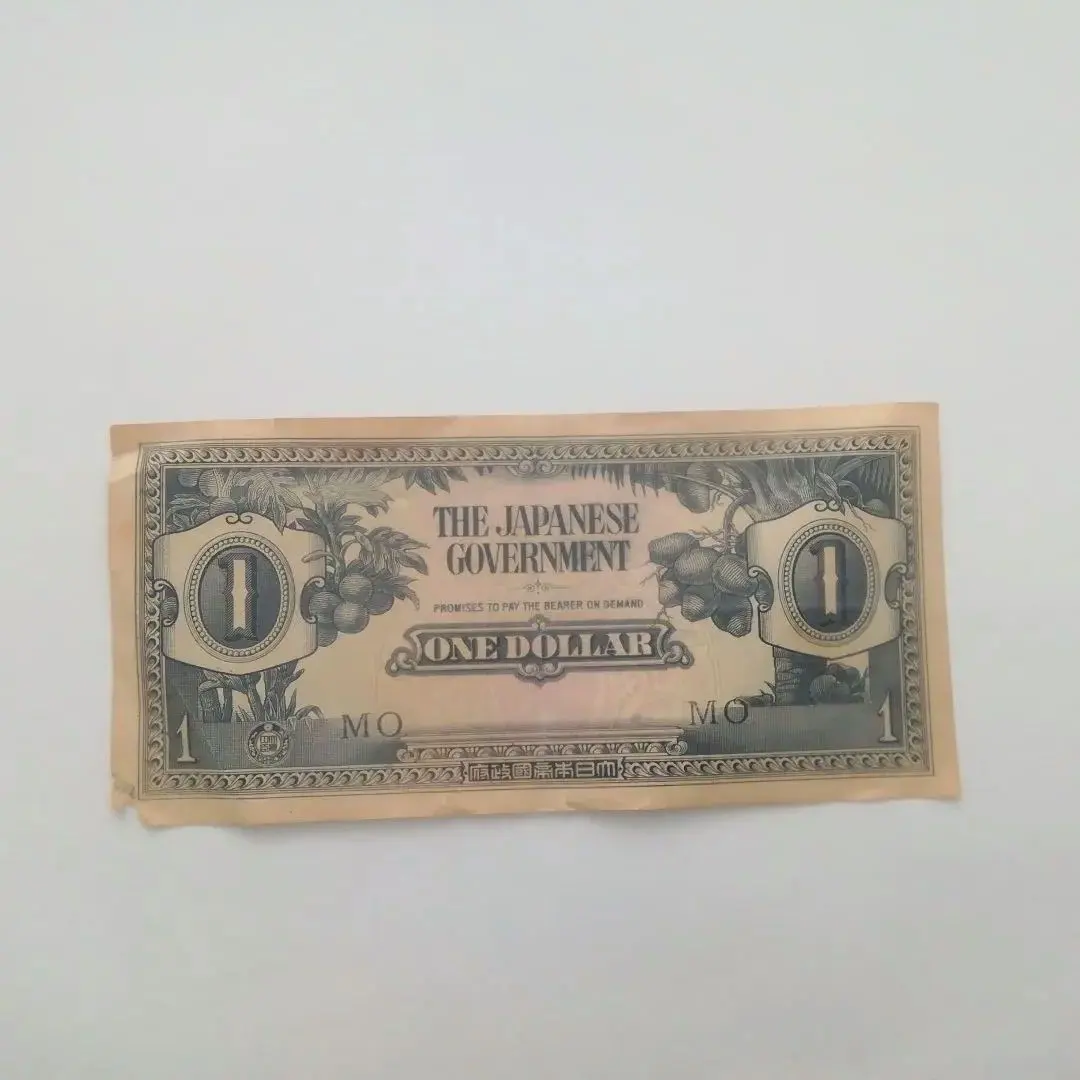 THE JAPANESE
GOVERNMENT
PROMISES TO PAY THE BEARER ON DEMAND
ONE DOLLAR
1
1
MO
MO
1
1
府政國帝本日大